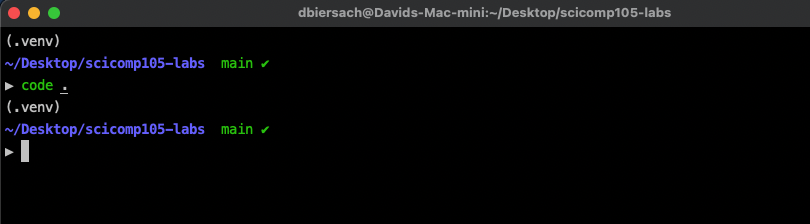 dbiersach@Davids-Mac-mini:~/Desktop/scicomp105-labs
(.venv)
~/Desktop/scicomp105-labs  main ✔
▶ code .
(.venv)
~/Desktop/scicomp105-labs  main ✔
▶